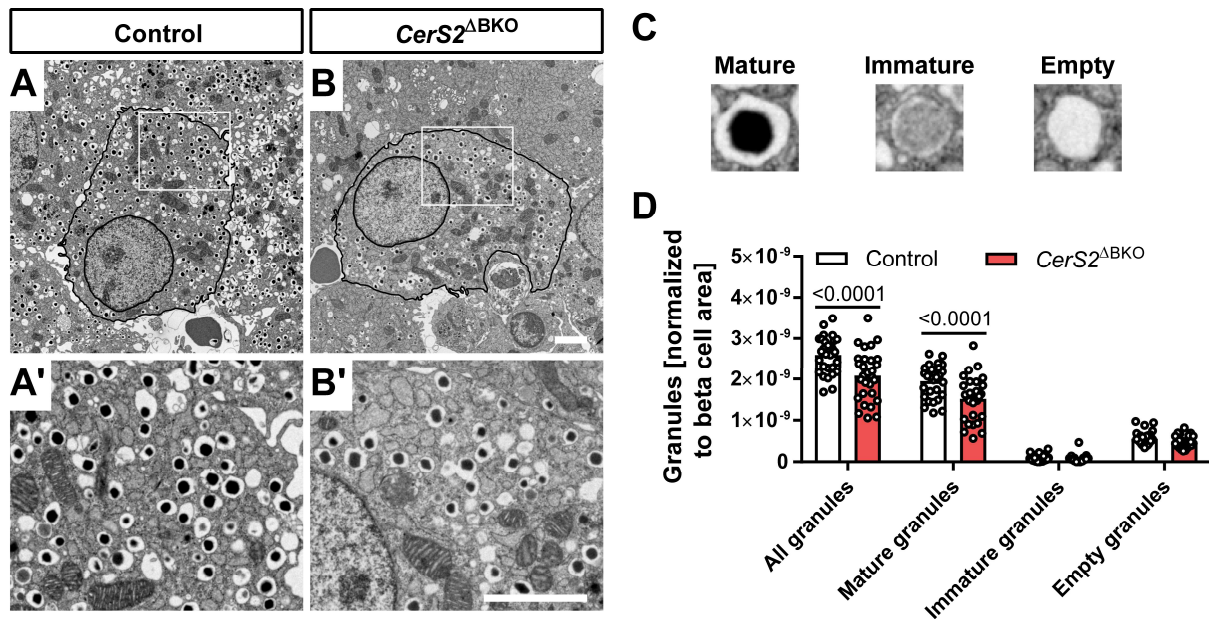 Control
CerS2ΔBKO
A
B
A'
B'
C
Mature
Immature
Empty
D
Granules [normalized
to beta cell area]
5×10-9
4×10-9
3×10-9
2×10-9
1×10-9
0
Control
CerS2ΔBKO
<0.0001
<0.0001
All granules
Mature granules
Immature granules
Empty granules